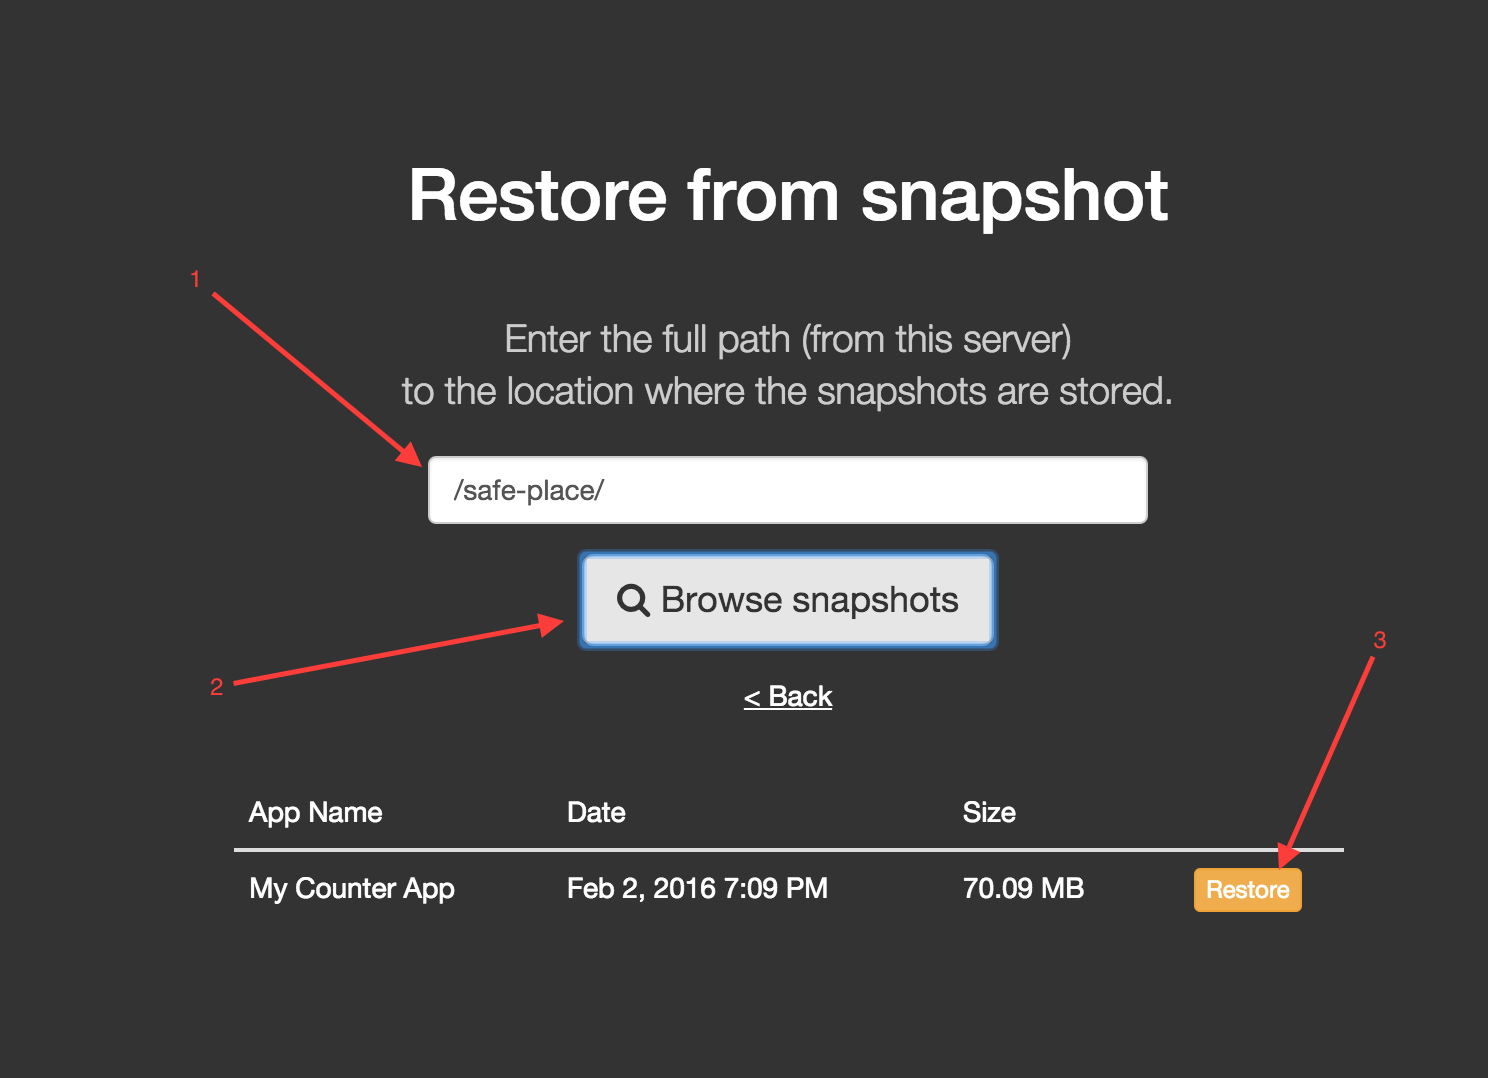 Restore from snapshot
1
Enter the full path (from this server)
to the location where the snapshots are stored.
/safe-place/
Browse snapshots
2
3
< Back
App Name Date Size
My Counter App Feb 2, 2016 7:09 PM 70.09 MB Restore